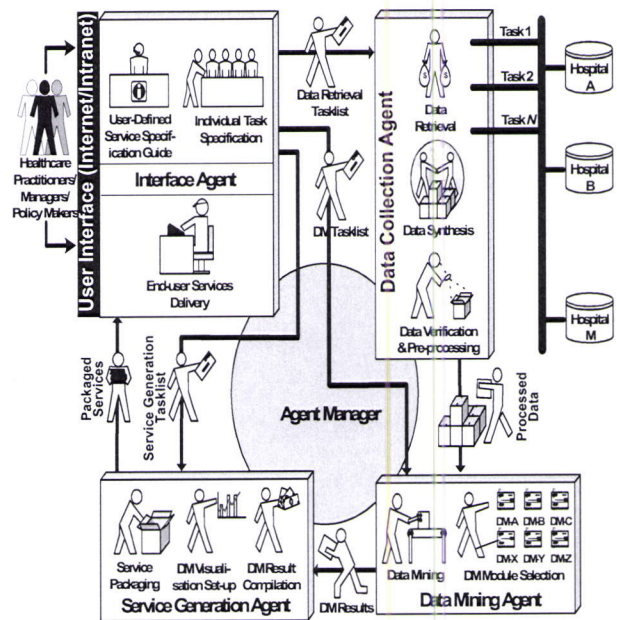 User Interface (Internet/Intranet)
Healthcare
Practitioners/
Managers/
Policy Makers
User-Defined
Service Specif-
ication Guide
Individual Task
Specification
Interface Agent
End-user Services
Delivery
Data Retrieval
Tasklist
DM Tasklist
Data Collection Agent
Data
Retrieval
Data Synthesis
Data Verification
& Pre-processing
Task 1
Task 2
Task N
Hospital
A
Hospital
B
Hospital
M
Packaged
Services
Service Generation
Tasklist
Agent Manager
Processed
Data
Service
Packaging
DM Visuali-
sation Set-up
DM Result
Compilation
Service Generation Agent
DM Results
Data Mining
DM-A DM-B DM-C
DM-X DM-Y DM-Z
DM Module Selection
Data Mining Agent